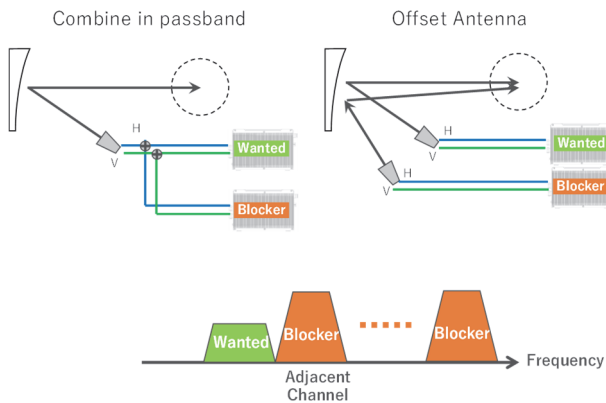 Combine in passband
Offset Antenna
H
V
Wanted
Blocker
H
V
Wanted
H
V
Blocker
Wanted
Blocker
Blocker
Frequency
Adjacent
Channel